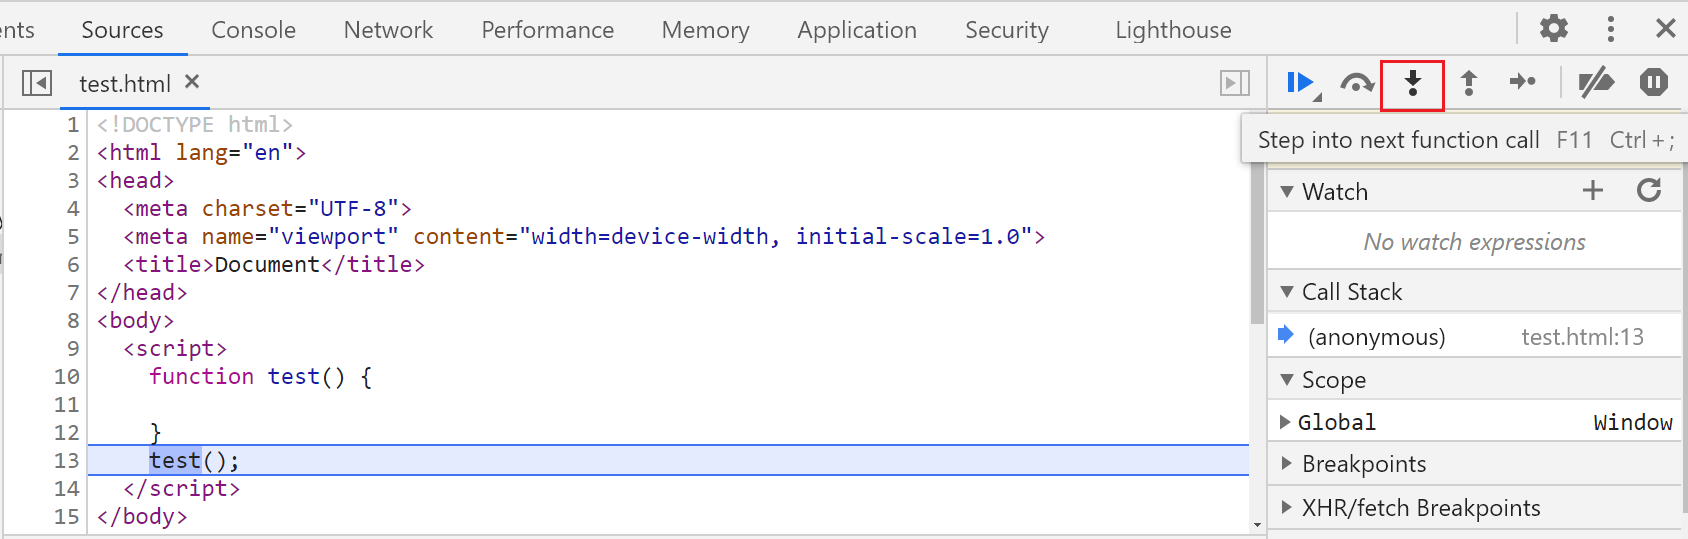 ents Sources Console Network Performance Memory Application Security Lighthouse
test.html
Step into next function call F11 Ctrl + ;
1 <!DOCTYPE html>
2 <html lang="en">
3 <head>
4 <meta charset="UTF-8">
5 <meta name="viewport" content="width=device-width, initial-scale=1.0">
6 <title>Document</title>
7 </head>
8 <body>
9 <script>
10 function test() {
11
12 }
13 test();
14 </script>
15 </body>
Watch
No watch expressions
Call Stack
(anonymous) test.html:13
Scope
Global Window
Breakpoints
XHR/fetch Breakpoints